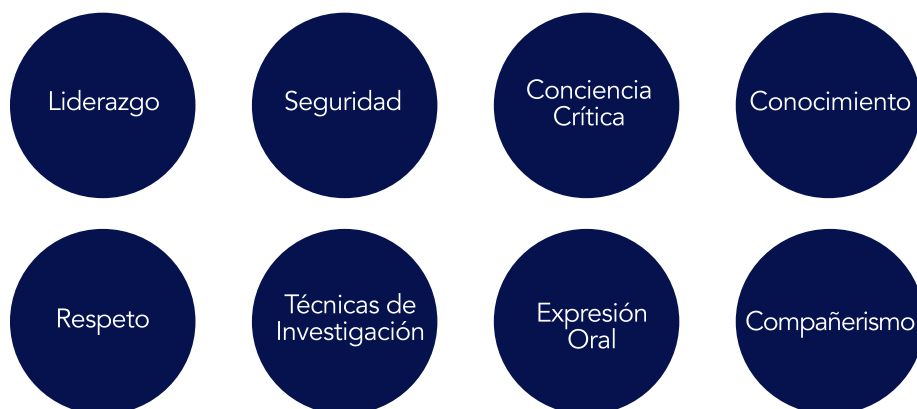 Liderazgo
Seguridad
Conciencia
Crítica
Conocimiento
Respeto
Técnicas de
Investigación
Expresión
Oral
Compañerismo